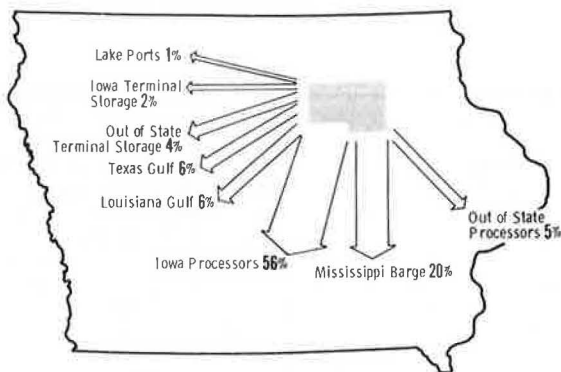 Lake Ports 1%
Iowa Terminal
Storage 2%
Out of State
Terminal Storage 4%
Texas Gulf 6%
Louisiana Gulf 6%
Iowa Processors 56%
Mississippi Barge 20%
Out of State
Processors 5%